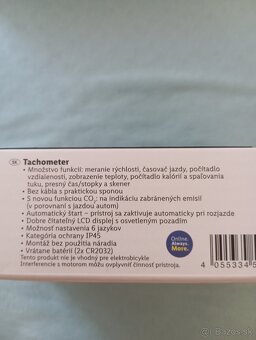 SK Tachometer
• Množstvo funkcií: meranie rýchlosti, časovač jazdy, počítadlo
vzdialenosti, zobrazenie teploty, počítadlo kalórií a spaľovania
tuku, presný čas/stopky a skener
• Bez kábla s praktickou sponou
• S novou funkciou CO₂: na indikáciu zabránených emisií
(v porovnaní s jazdou autom)
• Automatický štart – prístroj sa zaktivuje automaticky pri rozjazde
• Dobre čitateľný LCD displej s osvetleným pozadím
• Možnosť nastavenia 6 jazykov
• Kategória ochrany IP45
• Montáž bez použitia náradia
• Vrátane batérií (2x CR2032)
Tento produkt nie je vhodný pre elektrobicykle
Interferencie s motorom môžu ovplyvniť činnosť prístroja.
Online.
Always.
More.
4 055334 5
bazos.sk